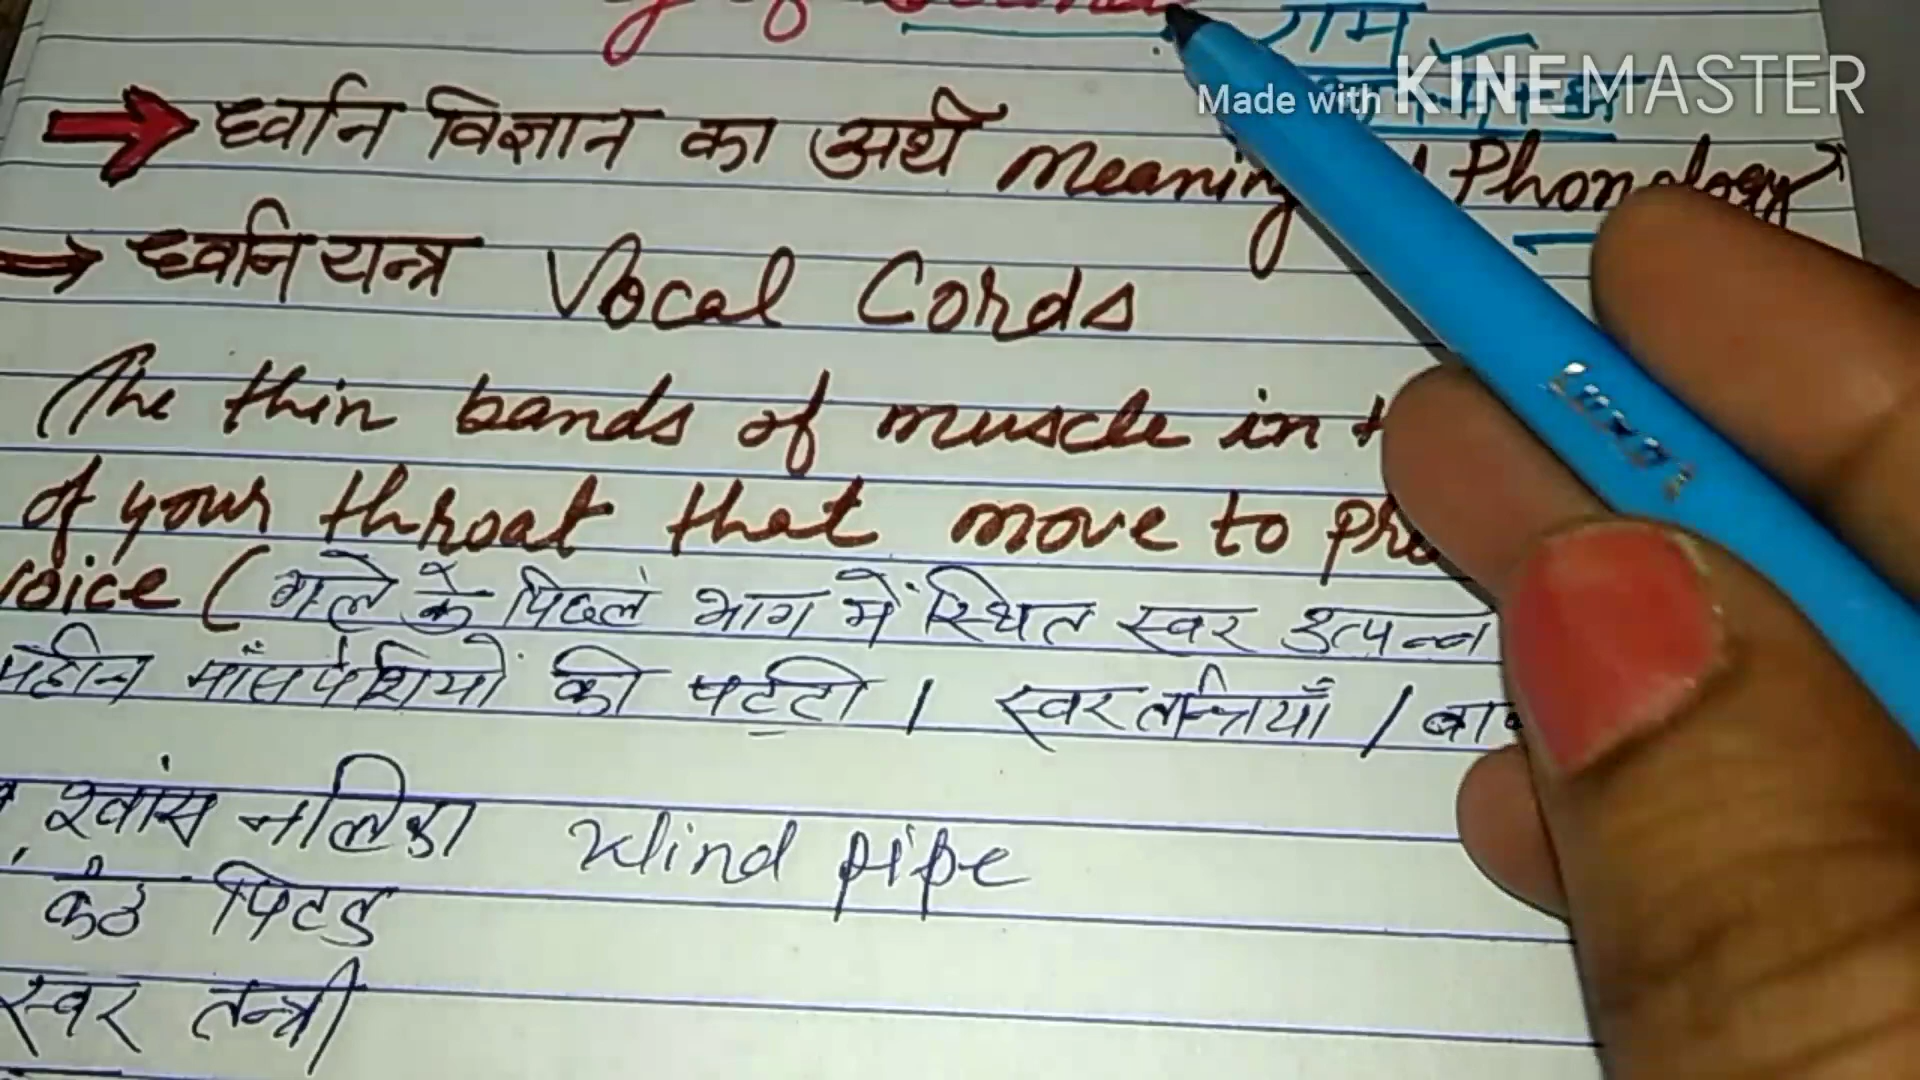 राम
Made with KINEMASTER
ध्वनि विज्ञान का अर्थ Meaning Phonology
ध्वनि यन्त्र Vocal Cords
The thin bands of muscle in
of your throat that move to
voice (गले के पिछले भाग में स्थित स्वर उत्पन्न
महीन माँसपेशियों की पट्टी । स्वर तन्त्रियाँ /
श्वांस नलिका Wind pipe
कंठ पिटक
स्वर तन्त्री